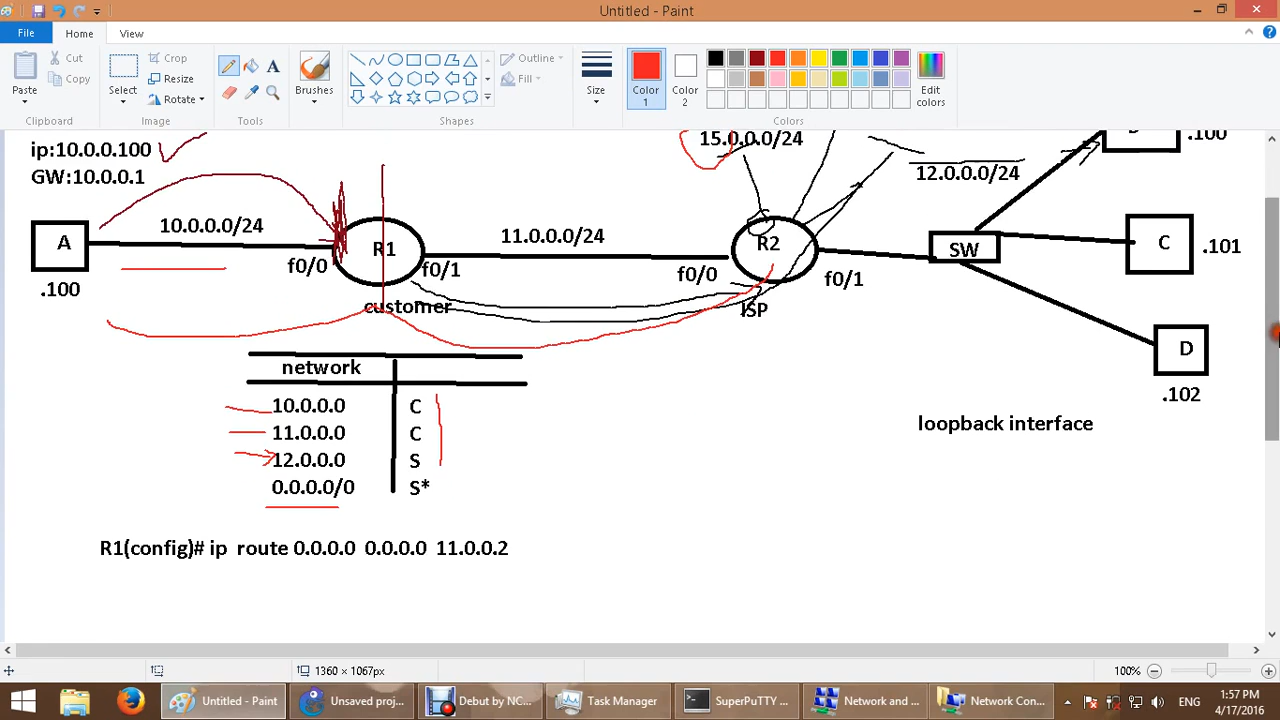 Untitled - Paint
File
Home
View
Paste
Cut
Copy
Clipboard
Select
Crop
Resize
Rotate
Image
A
Tools
Brushes
Shapes
Outline
Fill
Size
Color 1
Color 2
Colors
Edit colors
ip:10.0.0.100
GW:10.0.0.1
15.0.0.0/24
12.0.0.0/24
.100
A
10.0.0.0/24
R1
11.0.0.0/24
R2
SW
C
.101
f0/0
f0/1
f0/0
f0/1
.100
customer
ISP
D
.102
network
10.0.0.0 C
11.0.0.0 C
12.0.0.0 S
0.0.0.0/0 S*
loopback interface
R1(config)# ip route 0.0.0.0 0.0.0.0 11.0.0.2
1360 × 1067px
100%
Untitled - Paint
Unsaved proj...
Debut by NC...
Task Manager
SuperPuTTY ...
Network and ...
Network Con...
ENG
1:57 PM
4/17/2016